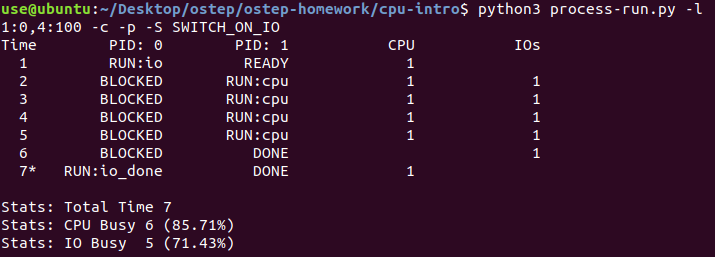 use@ubuntu:~/Desktop/ostep/ostep-homework/cpu-intro$ python3 process-run.py -l
1:0,4:100 -c -p -S SWITCH_ON_IO
Time        PID: 0         PID: 1            CPU            IOs
  1         RUN:io          READY              1
  2        BLOCKED        RUN:cpu              1              1
  3        BLOCKED        RUN:cpu              1              1
  4        BLOCKED        RUN:cpu              1              1
  5        BLOCKED        RUN:cpu              1              1
  6        BLOCKED           DONE                             1
  7*   RUN:io_done           DONE              1

Stats: Total Time 7
Stats: CPU Busy 6 (85.71%)
Stats: IO Busy  5 (71.43%)